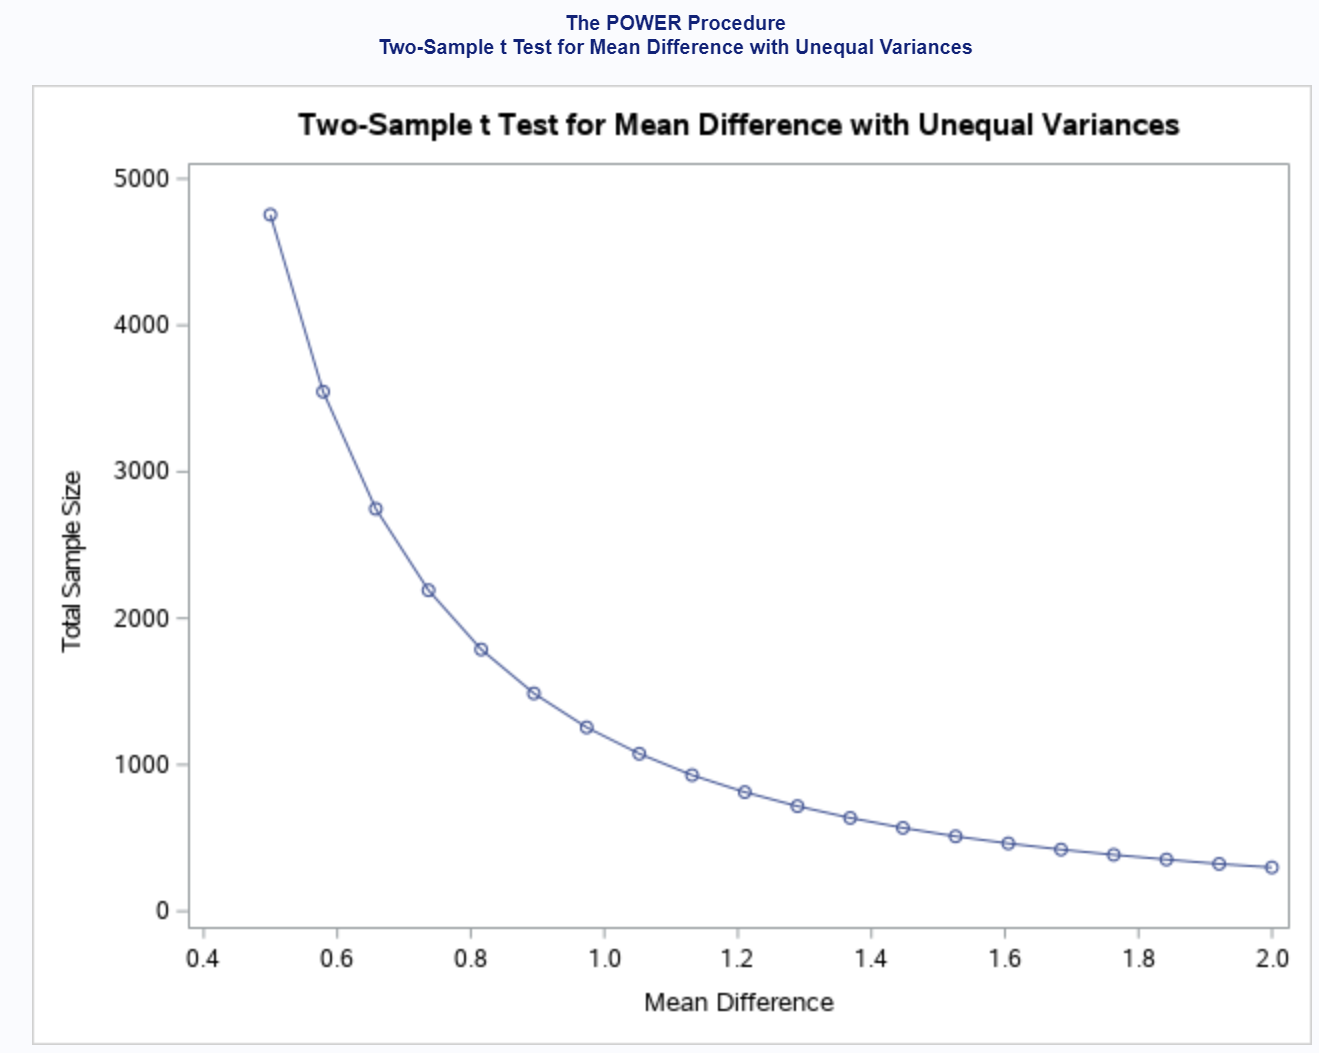 The POWER Procedure
Two-Sample t Test for Mean Difference with Unequal Variances
Two-Sample t Test for Mean Difference with Unequal Variances
5000
4000
3000
2000
1000
0
Total Sample Size
0.4 0.6 0.8 1.0 1.2 1.4 1.6 1.8 2.0
Mean Difference